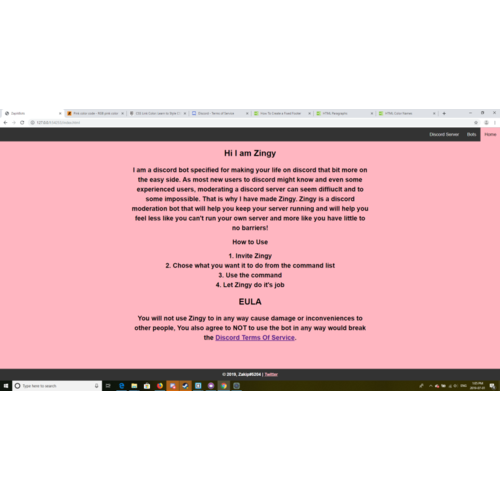 Discord Server Bots Home
Hi I am Zingy
I am a discord bot specified for making your life on discord that bit more on
the easy side. As most new users to discord might know and even some
experienced users, moderating a discord server can seem diffiuclt and to
some impossible. That is why I have made Zingy. Zingy is a discord
moderation bot that will help you keep your server running and will help you
feel less like you can't run your own server and more like you have little to
no barriers!
How to Use
1. Invite Zingy
2. Chose what you want it to do from the command list
3. Use the command
4. Let Zingy do it's job
EULA
You will not use Zingy to in any way cause damage or inconveniences to
other people, You also agree to NOT to use the bot in any way would break
the Discord Terms Of Service.
© 2019, | Twitter
Type here to search
ENG